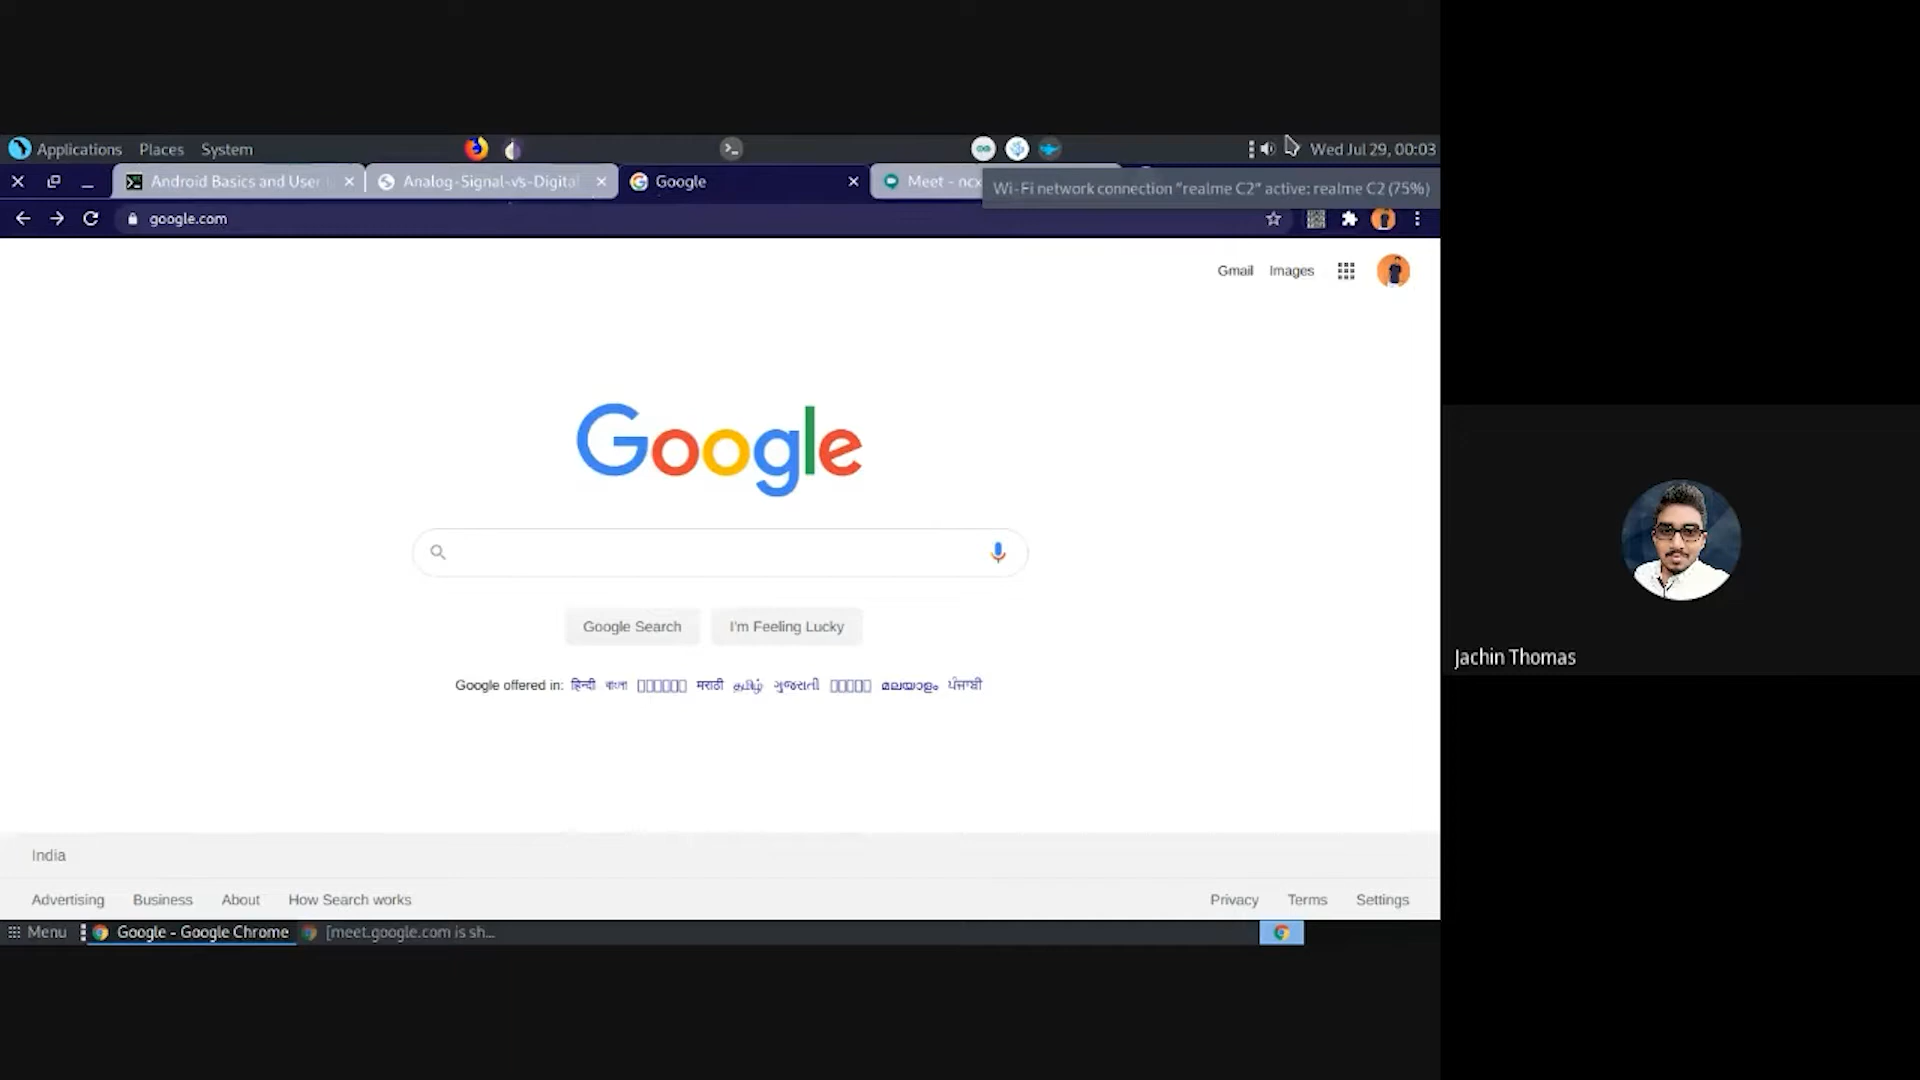 Applications Places System
Wed Jul 29, 00:03
Android Basics and User
Analog-Signal-vs-Digital
Google
Meet - ncx
Wi-Fi network connection “realme C2” active: realme C2 (75%)
google.com
Gmail Images
Google
Google Search
I'm Feeling Lucky
Google offered in: हिन्दी বাংলা मराठी தமிழ் ગુજરાતી മലയാളം ਪੰਜਾਬੀ
India
Advertising Business About How Search works
Privacy Terms Settings
Menu
Google - Google Chrome
[meet.google.com is sh...
Jachin Thomas